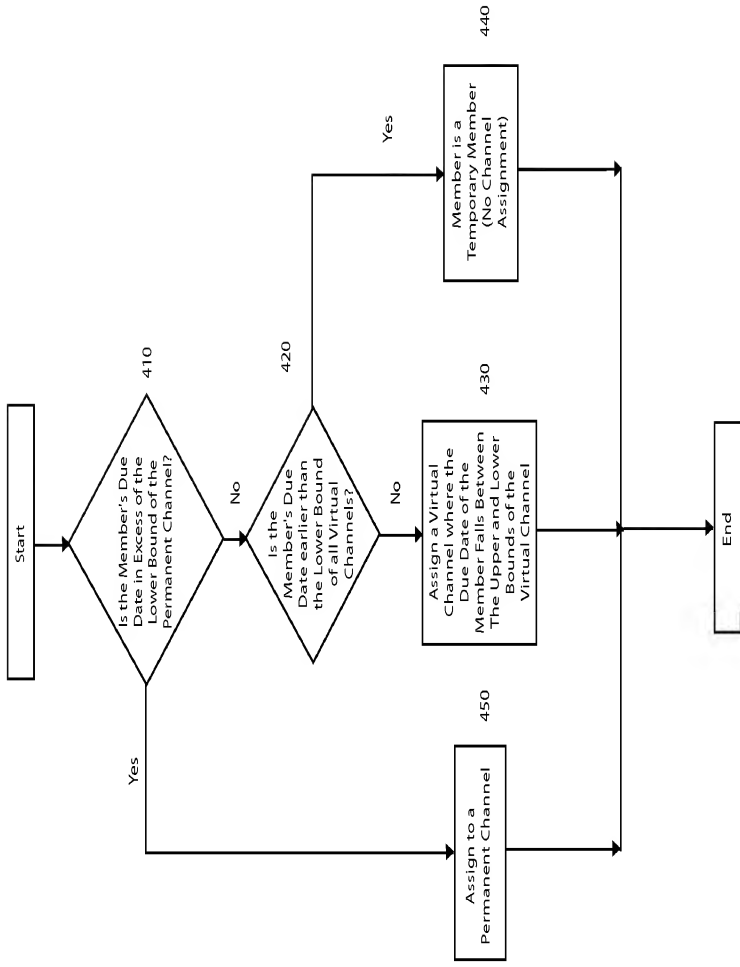 Start
Is the Member's Due
Date in Excess of the
Lower Bound of the
Permanent Channel?
410
Yes
No
Is the
Member's Due
Date earlier than
the Lower Bound
of all Virtual
Channels?
420
Yes
No
Assign to a
Permanent Channel
450
Assign a Virtual
Channel where the
Due Date of the
Member Falls Between
The Upper and Lower
Bounds of the
Virtual Channel
430
Member is a
Temporary Member
(No Channel
Assignment)
440
End